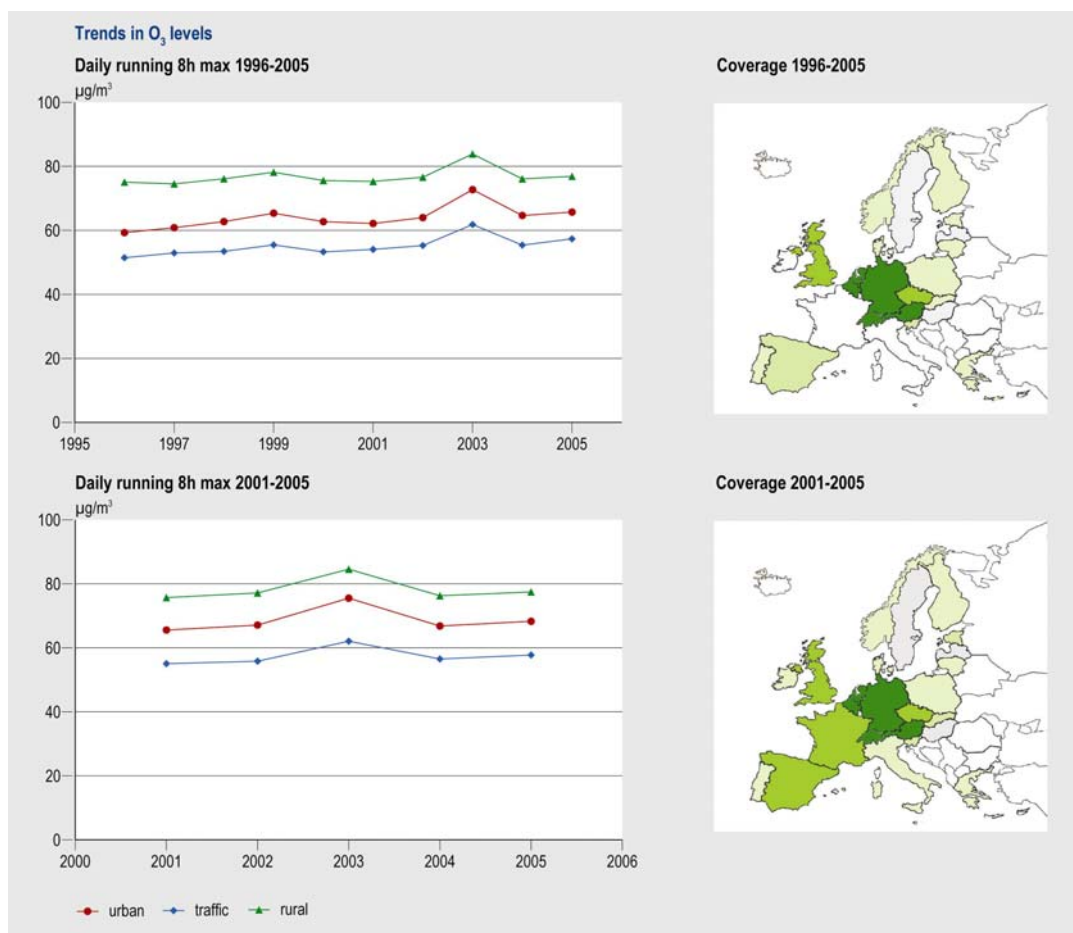 Trends in O₃ levels
Daily running 8h max 1996-2005
µg/m³
100
80
60
40
20
0
1995 1997 1999 2001 2003 2005
Coverage 1996-2005
Daily running 8h max 2001-2005
µg/m³
100
80
60
40
20
0
2000 2001 2002 2003 2004 2005 2006
Coverage 2001-2005
urban traffic rural